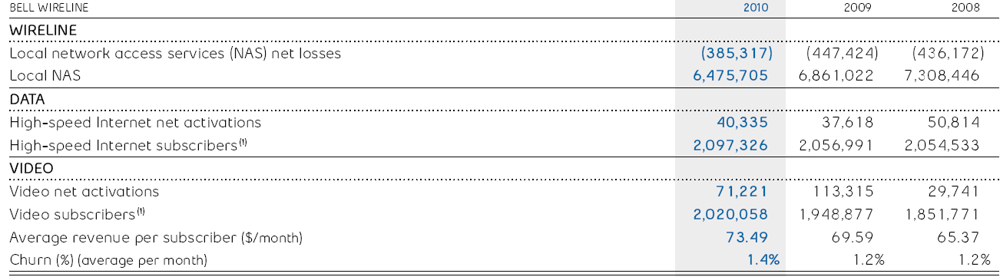 BELL WIRELINE 2010 2009 2008
WIRELINE
Local network access services (NAS) net losses (385,317) (447,424) (436,172)
Local NAS 6,475,705 6,861,022 7,308,446
DATA
High-speed Internet net activations 40,335 37,618 50,814
High-speed Internet subscribers(1) 2,097,326 2,056,991 2,054,533
VIDEO
Video net activations 71,221 113,315 29,741
Video subscribers(1) 2,020,058 1,948,877 1,851,771
Average revenue per subscriber ($/month) 73.49 69.59 65.37
Churn (%) (average per month) 1.4% 1.2% 1.2%